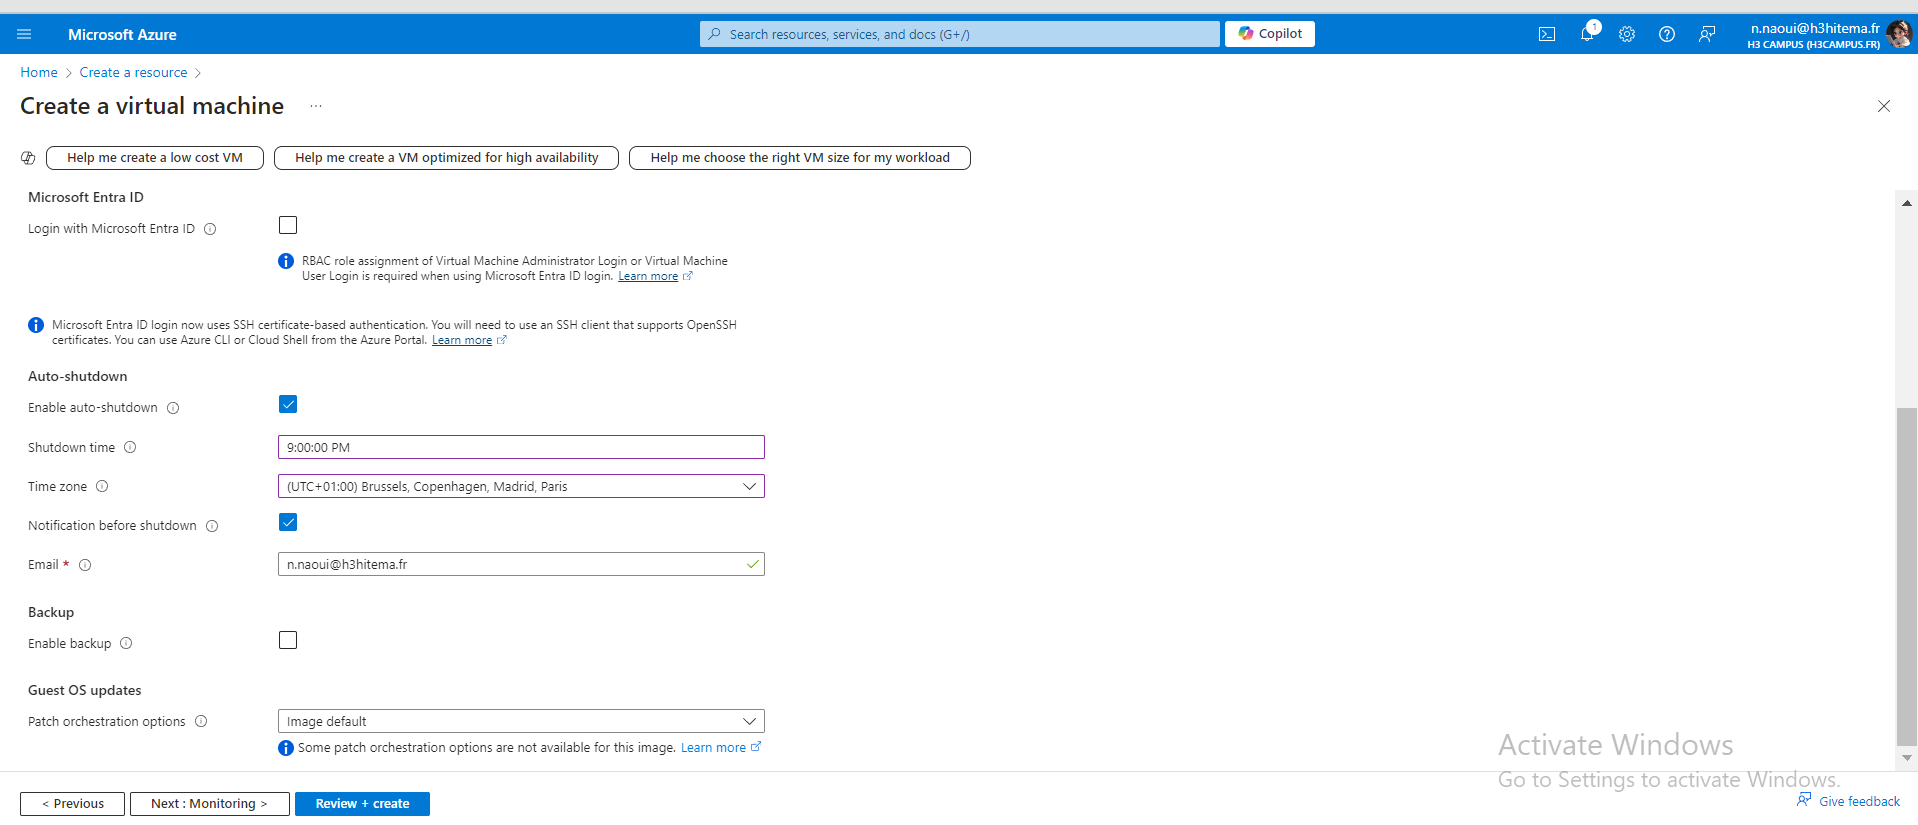 Microsoft Azure
Search resources, services, and docs (G+/)
Copilot
1
n.naoui@h3hitema.fr
H3 CAMPUS (H3CAMPUS.FR)
Home > Create a resource >
Create a virtual machine ...
Help me create a low cost VM
Help me create a VM optimized for high availability
Help me choose the right VM size for my workload
Microsoft Entra ID
Login with Microsoft Entra ID
RBAC role assignment of Virtual Machine Administrator Login or Virtual Machine
User Login is required when using Microsoft Entra ID login. Learn more
Microsoft Entra ID login now uses SSH certificate-based authentication. You will need to use an SSH client that supports OpenSSH
certificates. You can use Azure CLI or Cloud Shell from the Azure Portal. Learn more
Auto-shutdown
Enable auto-shutdown
Shutdown time
9:00:00 PM
Time zone
(UTC+01:00) Brussels, Copenhagen, Madrid, Paris
Notification before shutdown
Email *
n.naoui@h3hitema.fr
Backup
Enable backup
Guest OS updates
Patch orchestration options
Image default
Some patch orchestration options are not available for this image. Learn more
Activate Windows
Go to Settings to activate Windows.
< Previous
Next : Monitoring >
Review + create
Give feedback